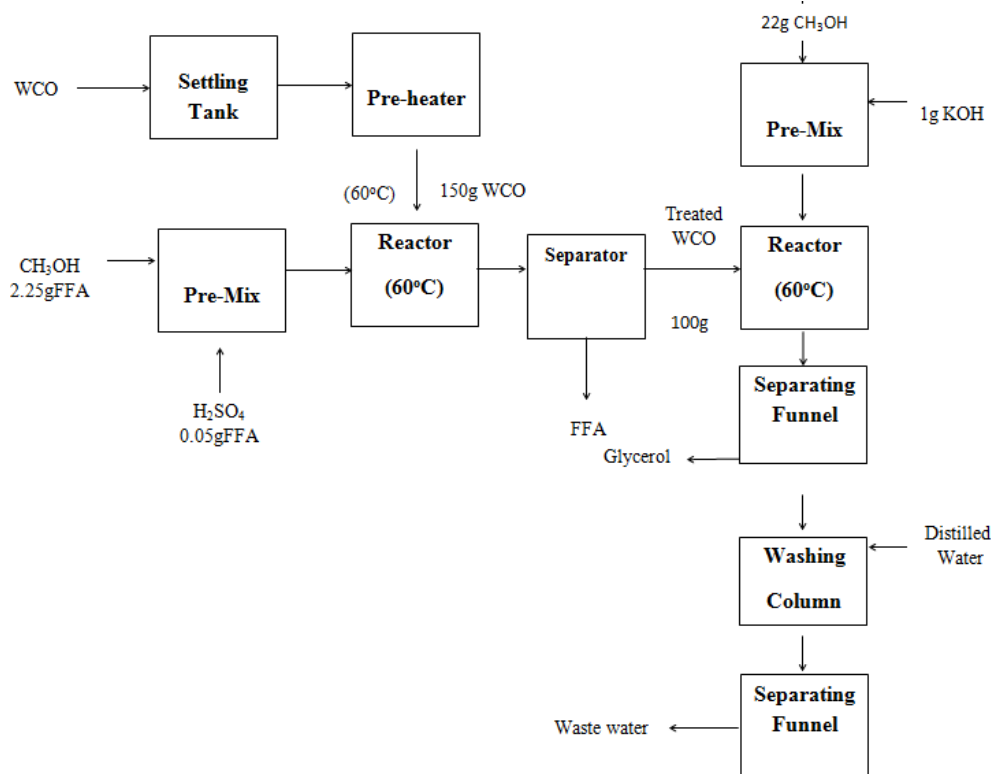 22g CH₃OH
WCO
Settling
Tank
Pre-heater
Pre-Mix
1g KOH
(60°C)
150g WCO
Treated
WCO
CH₃OH
2.25gFFA
Pre-Mix
Reactor
(60°C)
Separator
100g
Reactor
(60°C)
H₂SO₄
0.05gFFA
FFA
Glycerol
Separating
Funnel
Distilled
Water
Washing
Column
Separating
Funnel
Waste water